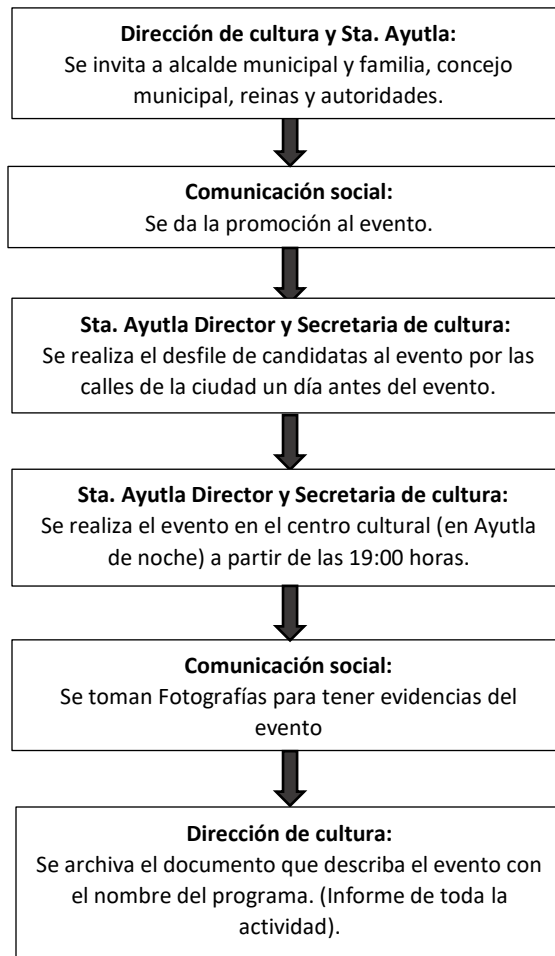 Dirección de cultura y Sta. Ayutla:
Se invita a alcalde municipal y familia, concejo
municipal, reinas y autoridades.
Comunicación social:
Se da la promoción al evento.
Sta. Ayutla Director y Secretaria de cultura:
Se realiza el desfile de candidatas al evento por las
calles de la ciudad un día antes del evento.
Sta. Ayutla Director y Secretaria de cultura:
Se realiza el evento en el centro cultural (en Ayutla
de noche) a partir de las 19:00 horas.
Comunicación social:
Se toman Fotografías para tener evidencias del
evento
Dirección de cultura:
Se archiva el documento que describa el evento con
el nombre del programa. (Informe de toda la
actividad).